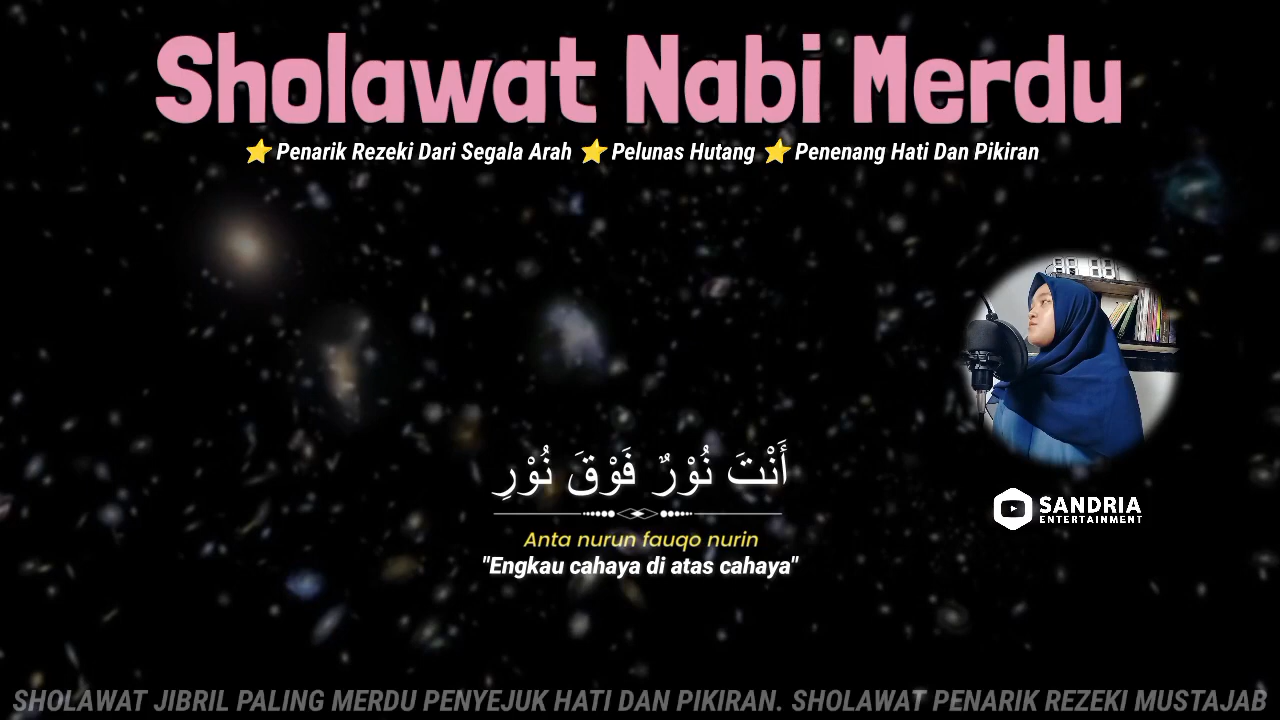 Sholawat Nabi Merdu
⭐ Penarik Rezeki Dari Segala Arah ⭐ Pelunas Hutang ⭐ Penenang Hati Dan Pikiran
أَنْتَ نُوْرٌ فَوْقَ نُوْرِ
Anta nurun fauqo nurin
"Engkau cahaya di atas cahaya"
SANDRIA
ENTERTAINMENT
SHOLAWAT JIBRIL PALING MERDU PENYEJUK HATI DAN PIKIRAN. SHOLAWAT PENARIK REZEKI MUSTAJAB